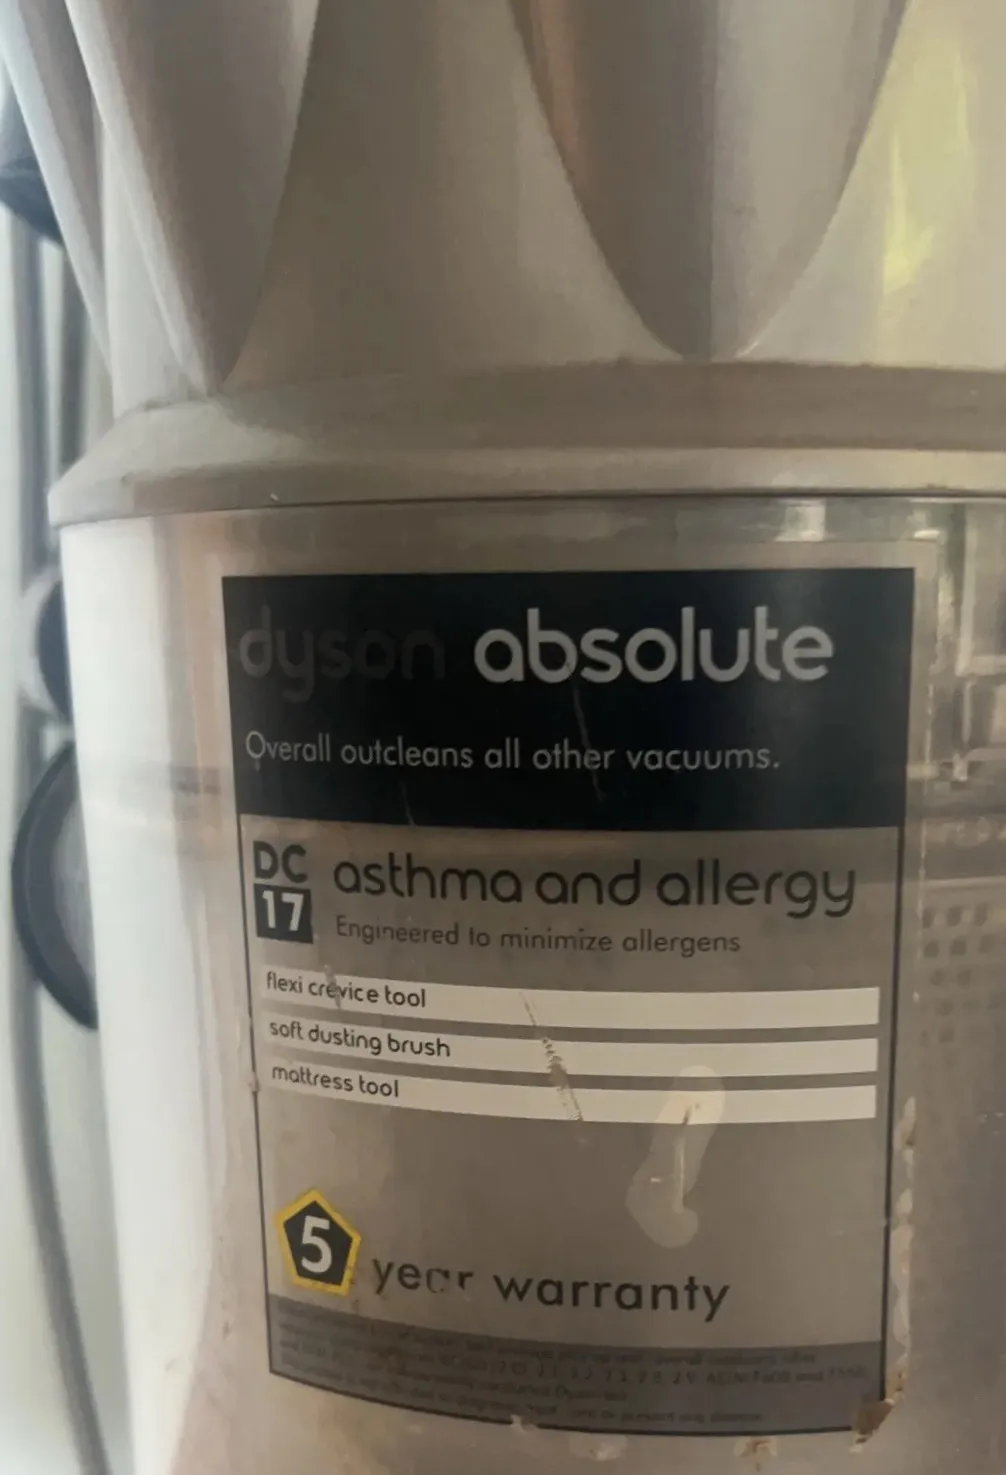 dyson absolute
Overall outcleans all other vacuums.
DC
17
asthma and allergy
Engineered to minimize allergens
flexi crevice tool
soft dusting brush
mattress tool
5 year warranty